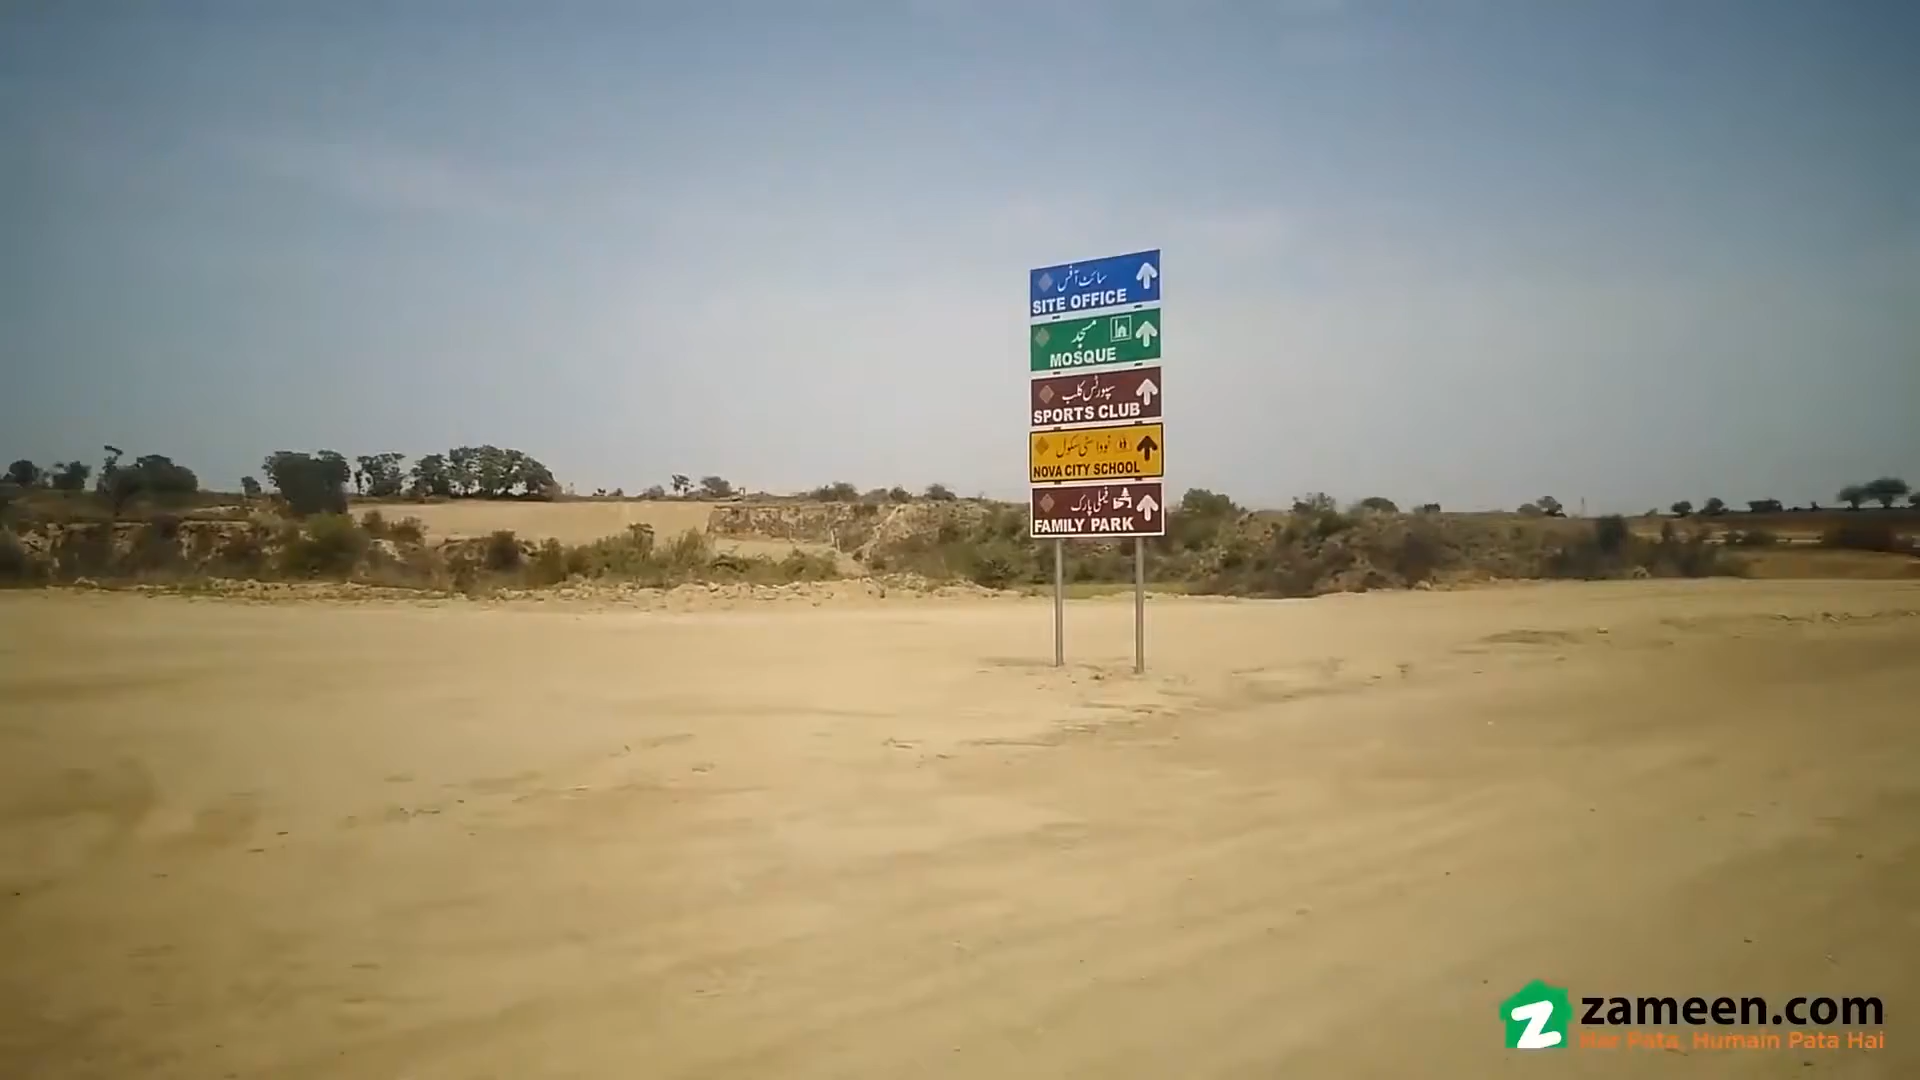 سائٹ آفس
SITE OFFICE
مسجد
MOSQUE
سپورٹس کلب
SPORTS CLUB
نووا سٹی سکول
NOVA CITY SCHOOL
فیملی پارک
FAMILY PARK
zameen.com
Har Pata, Humain Pata Hai